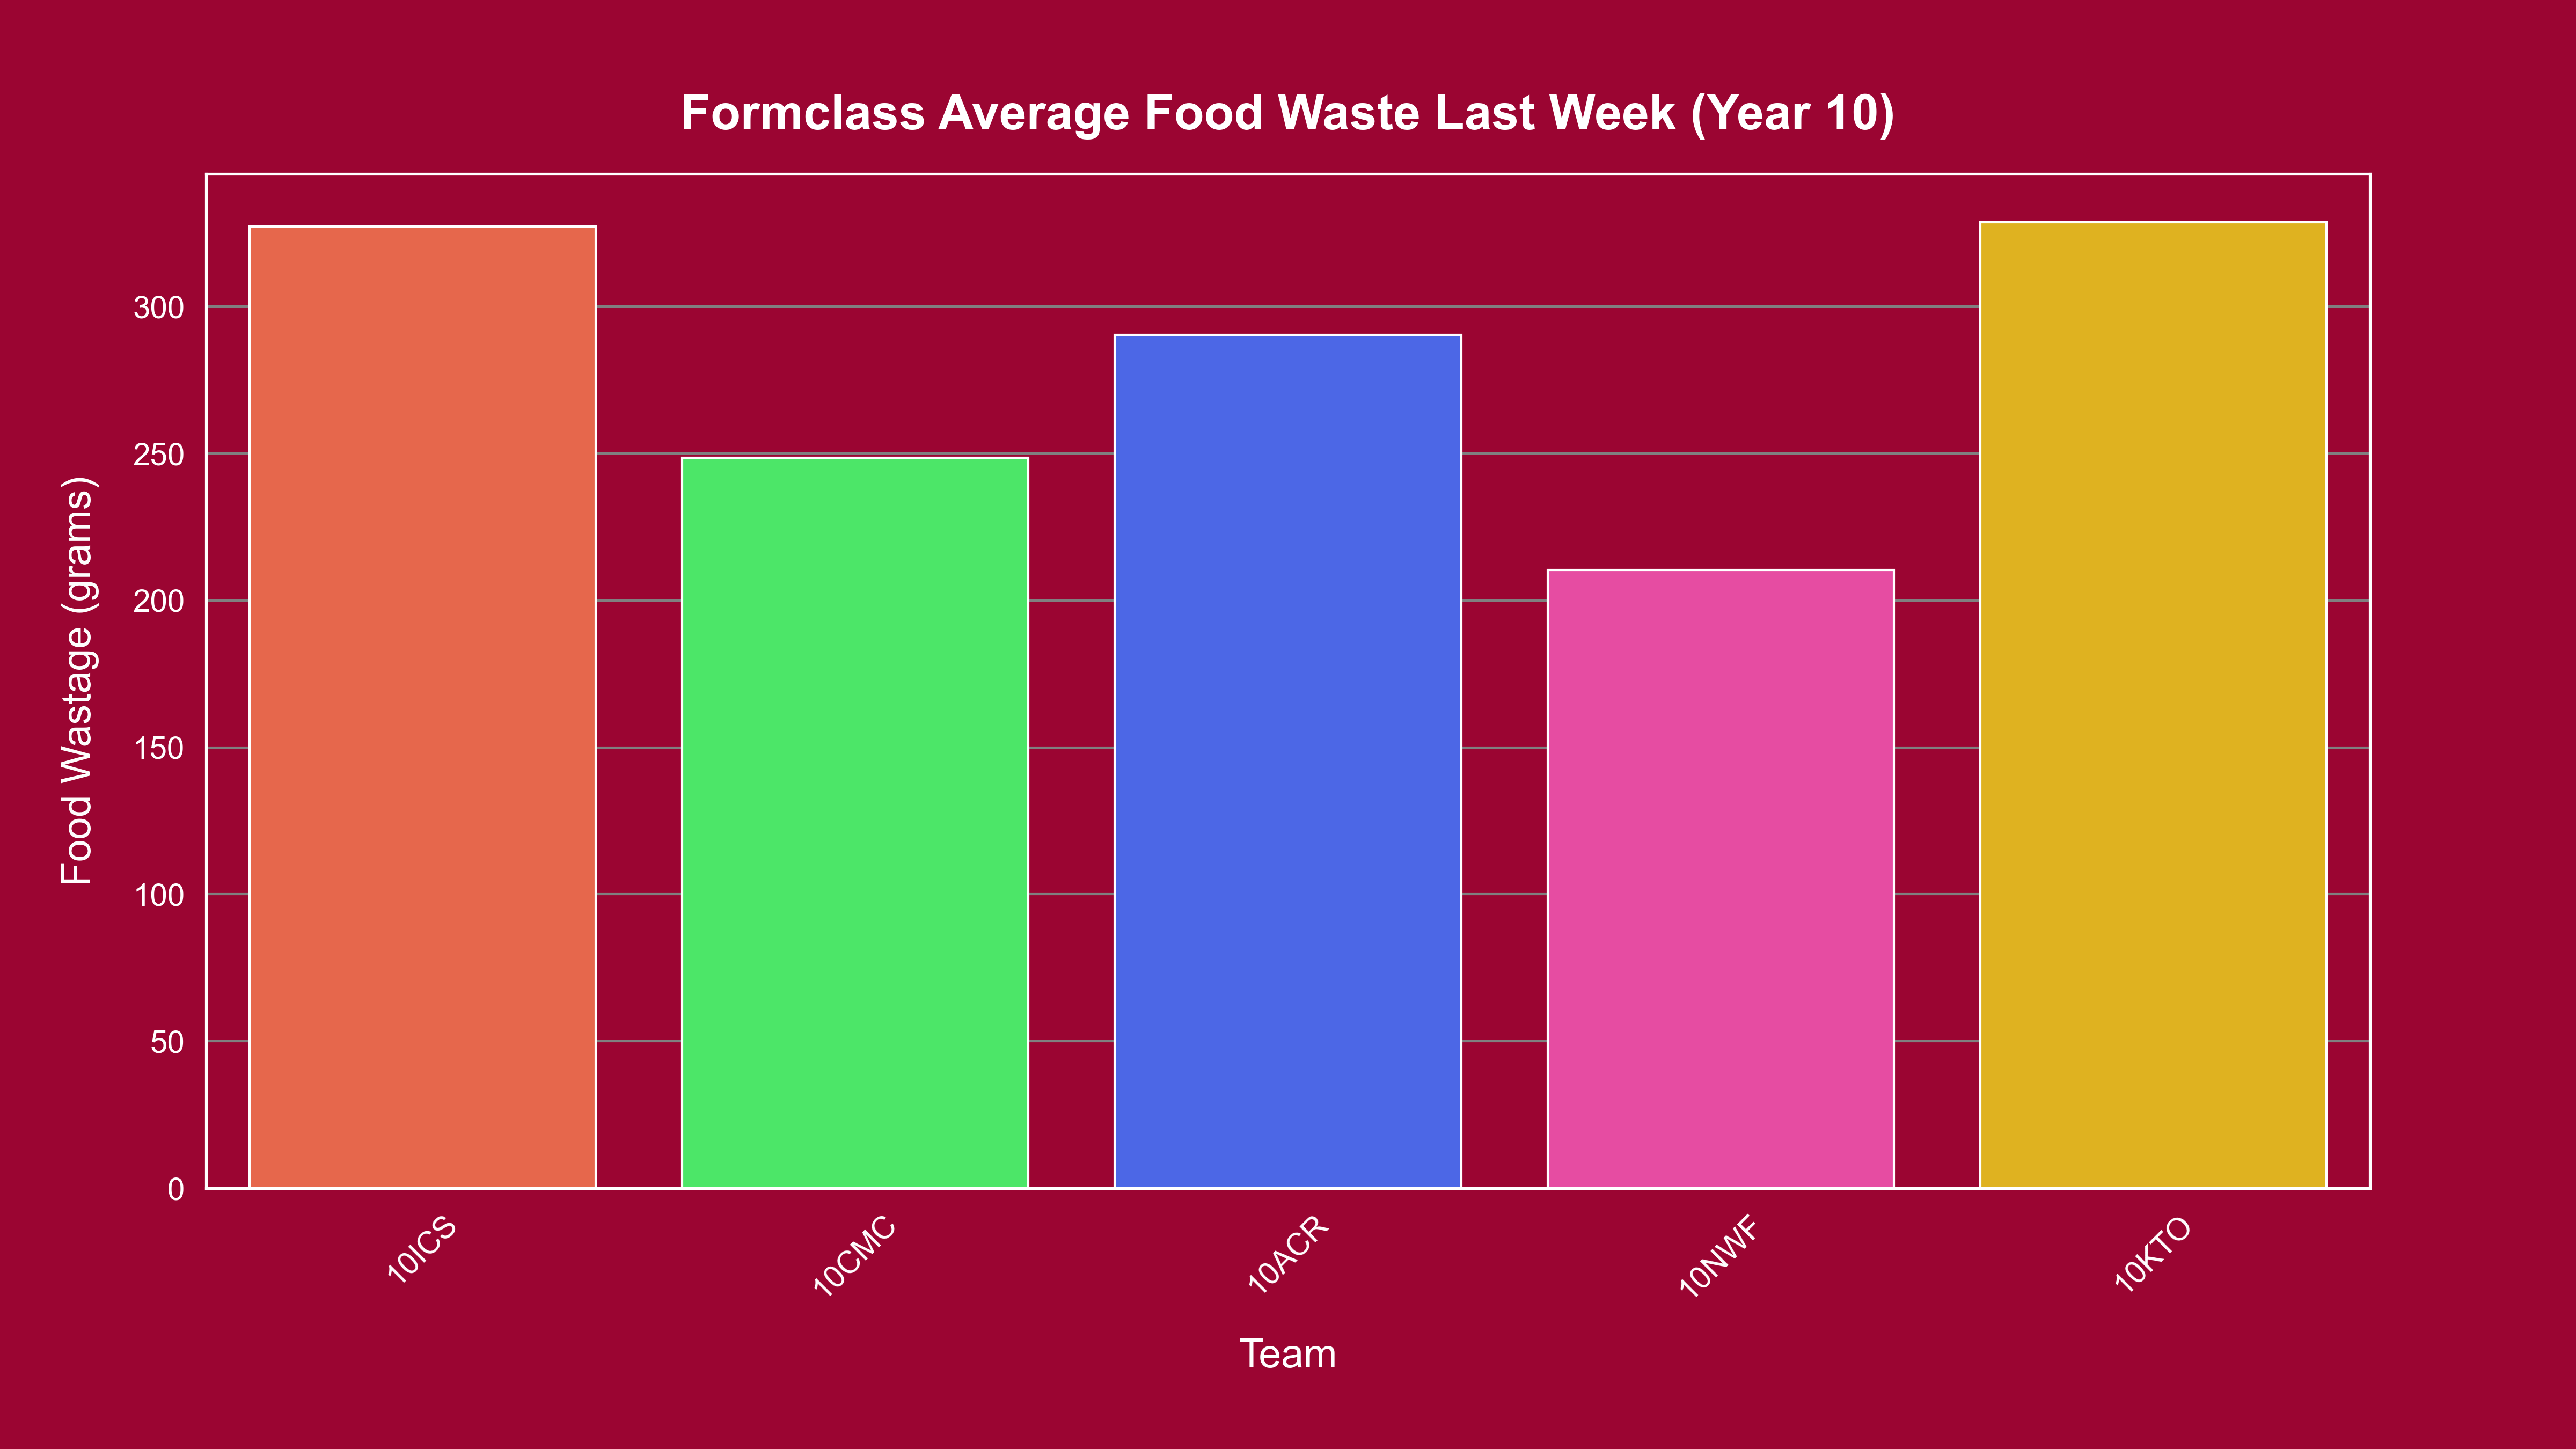 Formclass Average Food Waste Last Week (Year 10)
Food Wastage (grams)
300
250
200
150
100
50
0
10ICS
10CMC
10ACR
10NWF
10KTO
Team